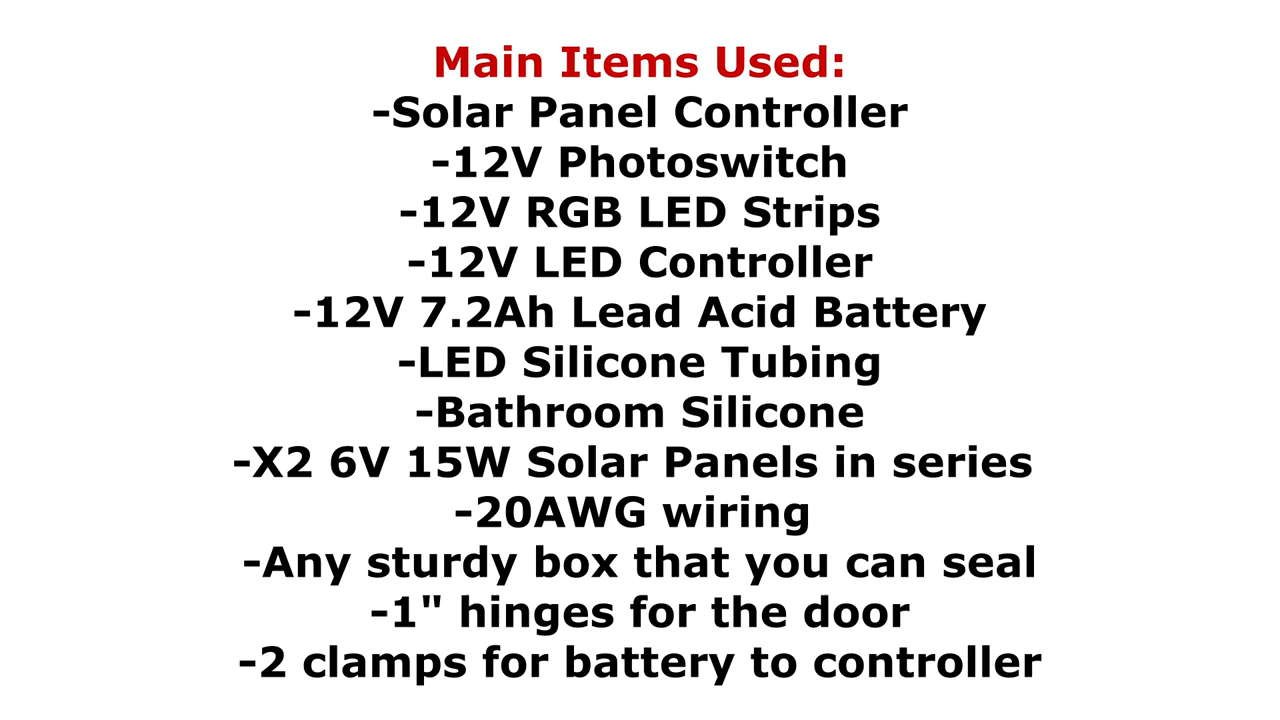 Main Items Used:
-Solar Panel Controller
-12V Photoswitch
-12V RGB LED Strips
-12V LED Controller
-12V 7.2Ah Lead Acid Battery
-LED Silicone Tubing
-Bathroom Silicone
-X2 6V 15W Solar Panels in series
-20AWG wiring
-Any sturdy box that you can seal
-1" hinges for the door
-2 clamps for battery to controller